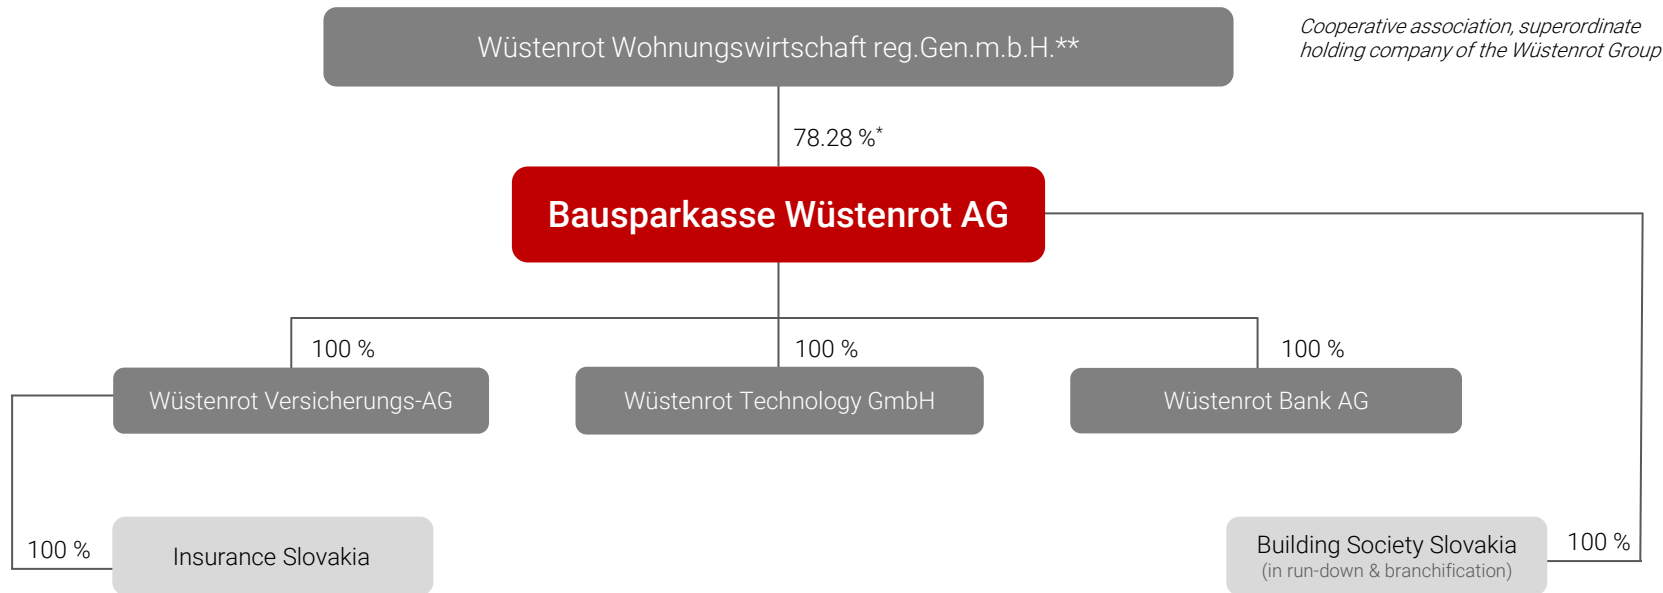 Wüstenrot Wohnungswirtschaft reg.Gen.m.b.H.**
Cooperative association, superordinate
holding company of the Wüstenrot Group
78.28 %*
Bausparkasse Wüstenrot AG
100 %
100 %
100 %
Wüstenrot Versicherungs-AG
Wüstenrot Technology GmbH
Wüstenrot Bank AG
100 %
Insurance Slovakia
Building Society Slovakia
(in run-down & branchification)
100 %